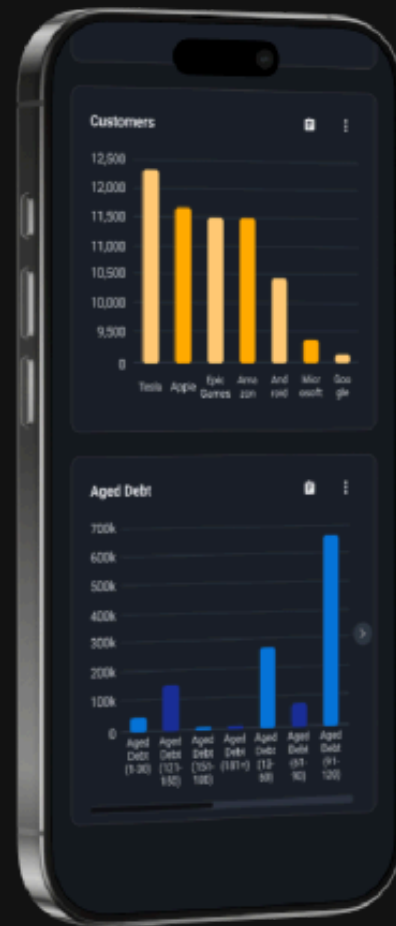 Customers
12,500
12,000
11,500
11,000
10,500
10,000
9,500
0
Tesla Apple Epic Ama And Micr Goo
Games zon roid osoft gle
Aged Debt
700k
600k
500k
400k
300k
200k
100k
0
Aged Aged Aged Aged Aged Aged Aged
Debt Debt Debt Debt Debt Debt Debt
(1-30) (121- (151- (181+) (91-
150) 180) 60) 90) 120)